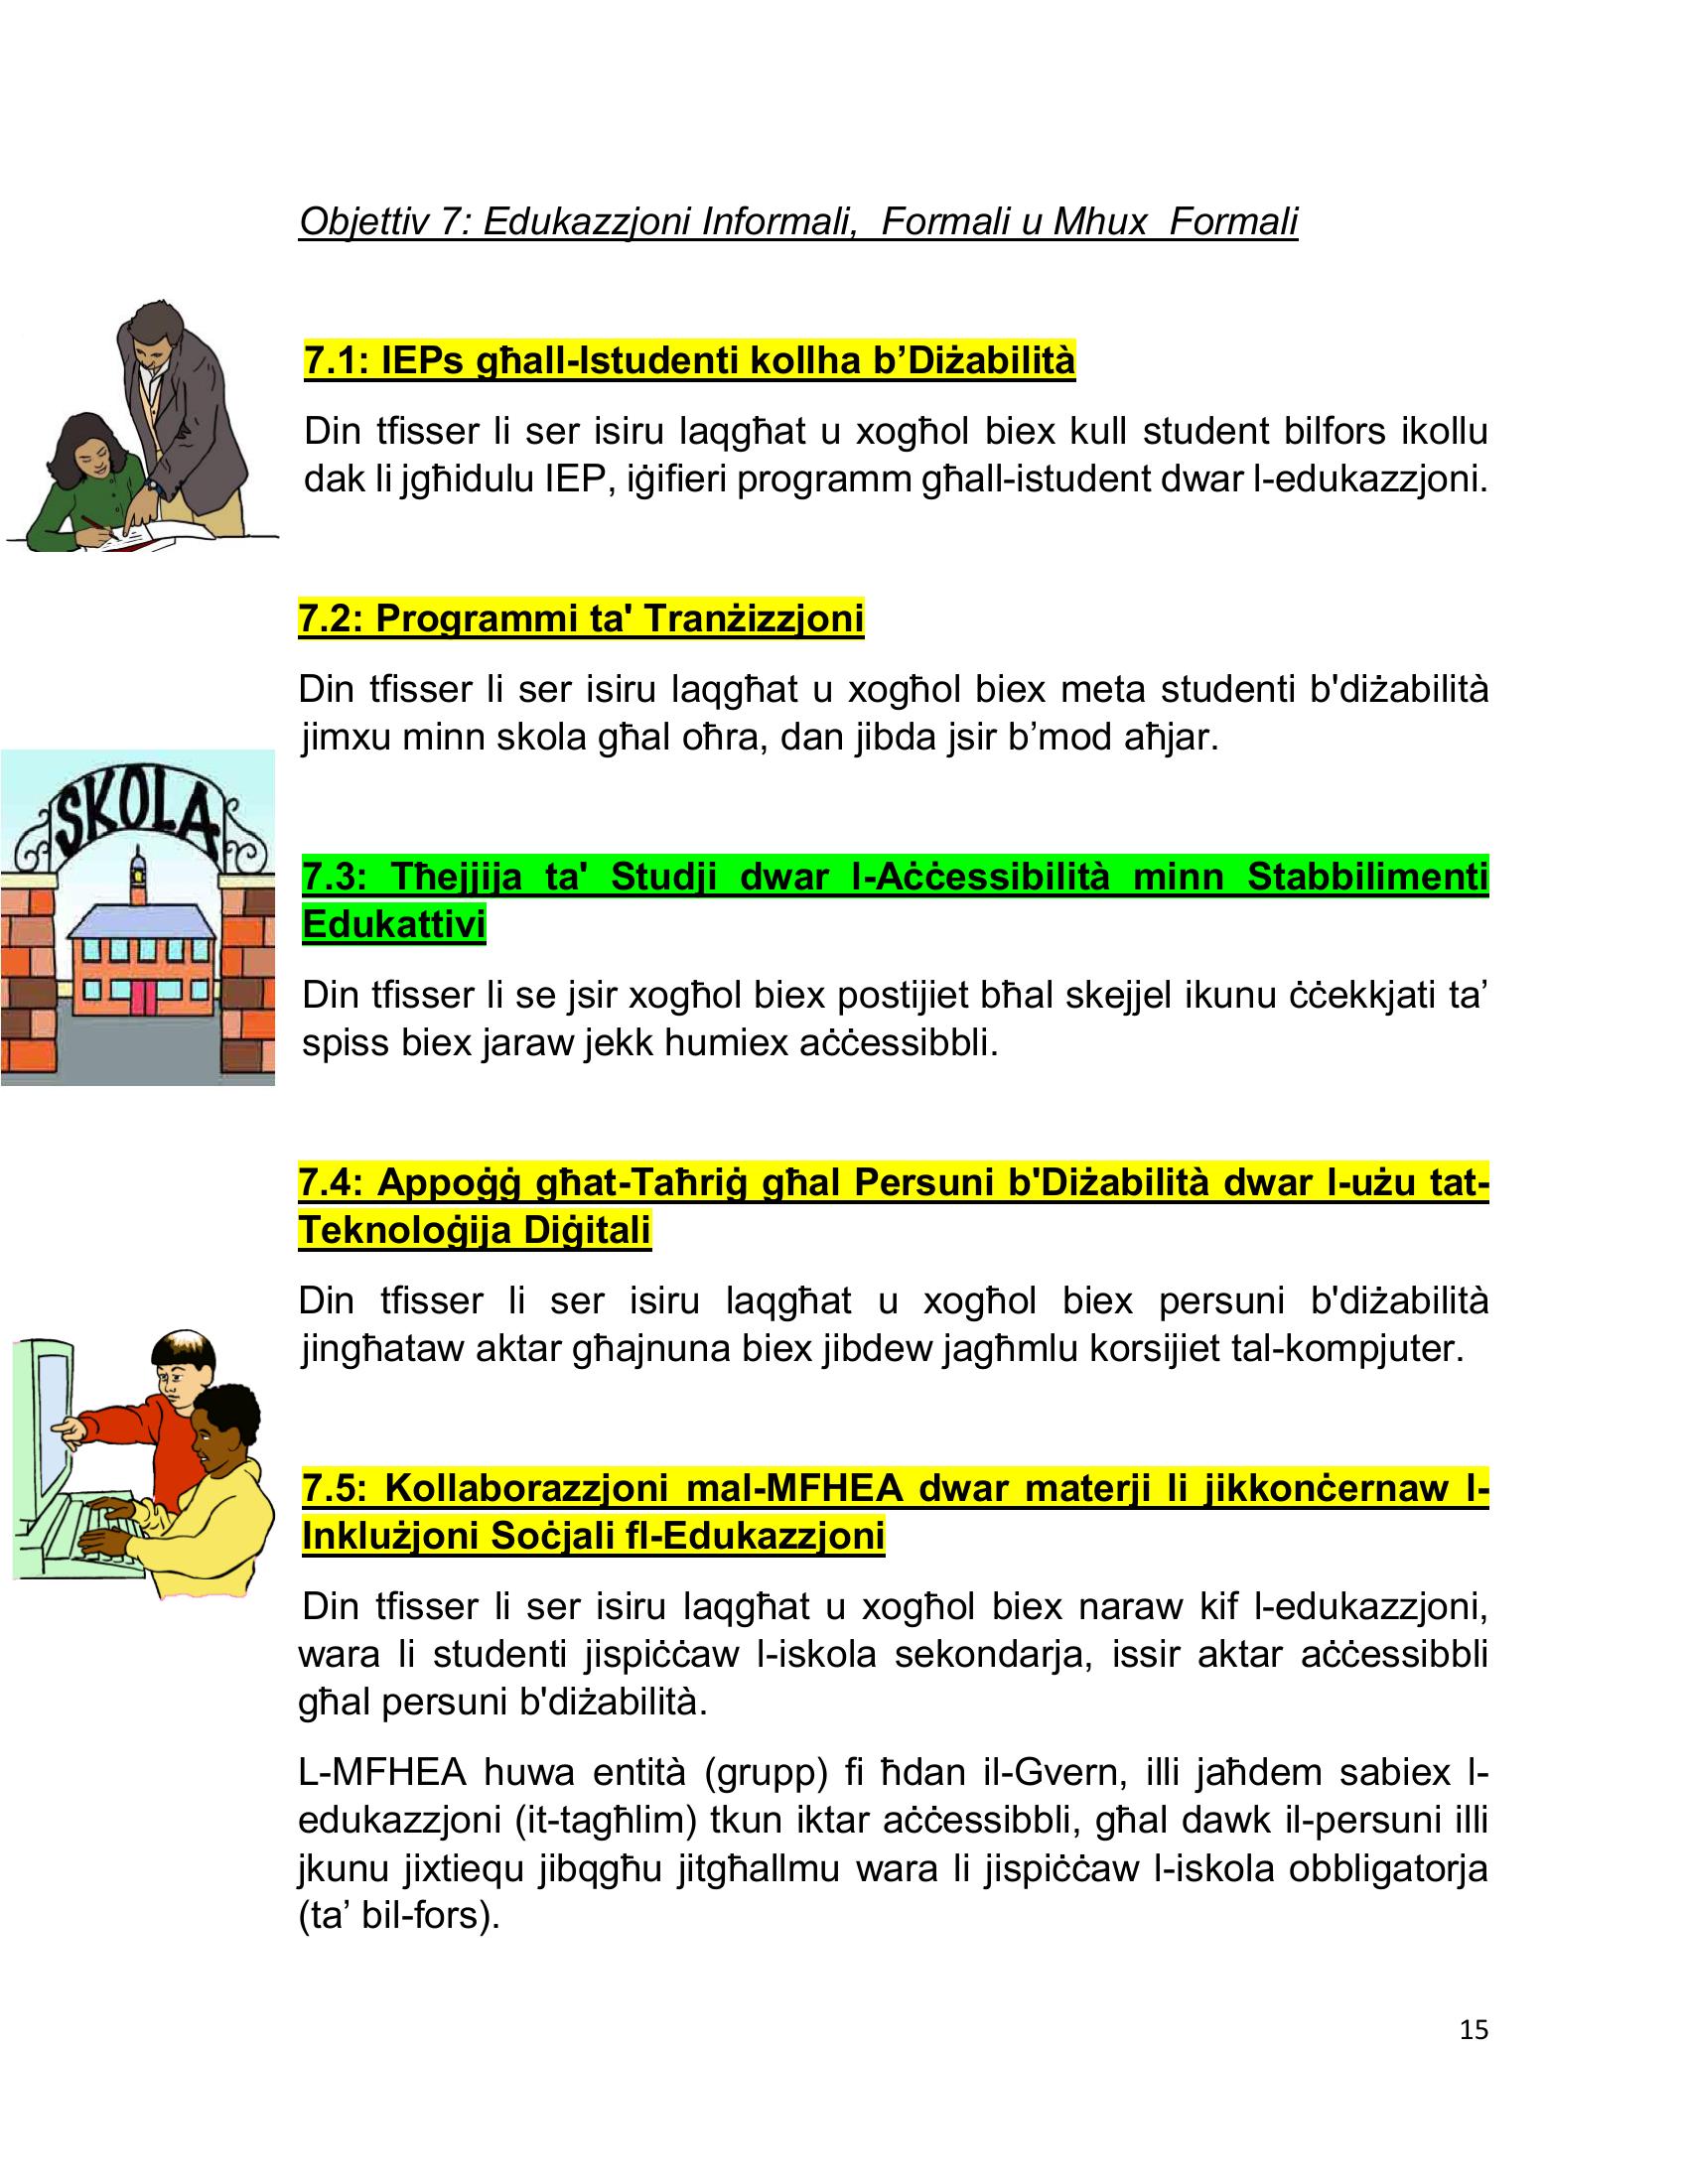 Objettiv 7: Edukazzjoni Informali,  Formali u Mhux  Formali
7.1: IEPs għall-Istudenti kollha b’Diżabilità
Din tfisser li ser isiru laqgħat u xogħol biex kull student bilfors ikollu
dak li jgħidulu IEP, iġifieri programm għall-istudent dwar l-edukazzjoni.
7.2: Programmi ta' Tranżizzjoni
Din tfisser li ser isiru laqgħat u xogħol biex meta studenti b'diżabilità
jimxu minn skola għal oħra, dan jibda jsir b’mod aħjar.
SKOLA
7.3: Tħejjija ta' Studji dwar l-Aċċessibilità minn Stabbilimenti
Edukattivi
Din tfisser li se jsir xogħol biex postijiet bħal skejjel ikunu ċċekkjati ta’
spiss biex jaraw jekk humiex aċċessibbli.
7.4: Appoġġ għat-Taħriġ għal Persuni b'Diżabilità dwar l-użu tat-
Teknoloġija Diġitali
Din tfisser li ser isiru laqgħat u xogħol biex persuni b'diżabilità
jingħataw aktar għajnuna biex jibdew jagħmlu korsijiet tal-kompjuter.
7.5: Kollaborazzjoni mal-MFHEA dwar materji li jikkonċernaw l-
Inklużjoni Soċjali fl-Edukazzjoni
Din tfisser li ser isiru laqgħat u xogħol biex naraw kif l-edukazzjoni,
wara li studenti jispiċċaw l-iskola sekondarja, issir aktar aċċessibbli
għal persuni b'diżabilità.
L-MFHEA huwa entità (grupp) fi ħdan il-Gvern, illi jaħdem sabiex l-
edukazzjoni (it-tagħlim) tkun iktar aċċessibbli, għal dawk il-persuni illi
jkunu jixtiequ jibqgħu jitgħallmu wara li jispiċċaw l-iskola obbligatorja
(ta’ bil-fors).
15